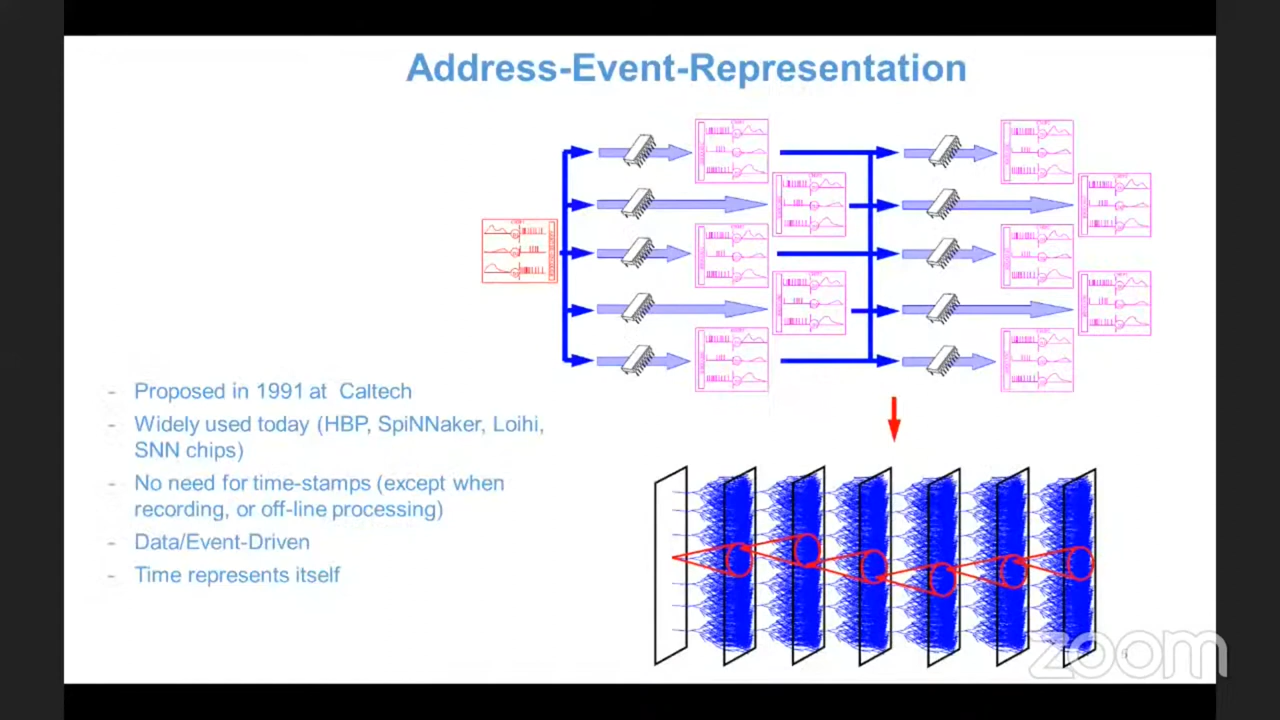 Address-Event-Representation
- Proposed in 1991 at Caltech
- Widely used today (HBP, SpiNNaker, Loihi,
SNN chips)
- No need for time-stamps (except when
recording, or off-line processing)
- Data/Event-Driven
- Time represents itself
zoom